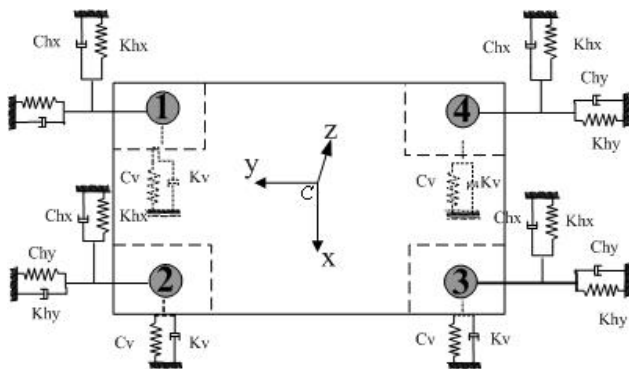 Chx Khx Chx Khx
Chy
1 4
Khy
z
y
Cv Kv
C
Cv Kv
Chx Khx
x
Chx Khx
Chy
Chy
2 3
Khy
Khy
Cv Kv Cv Kv